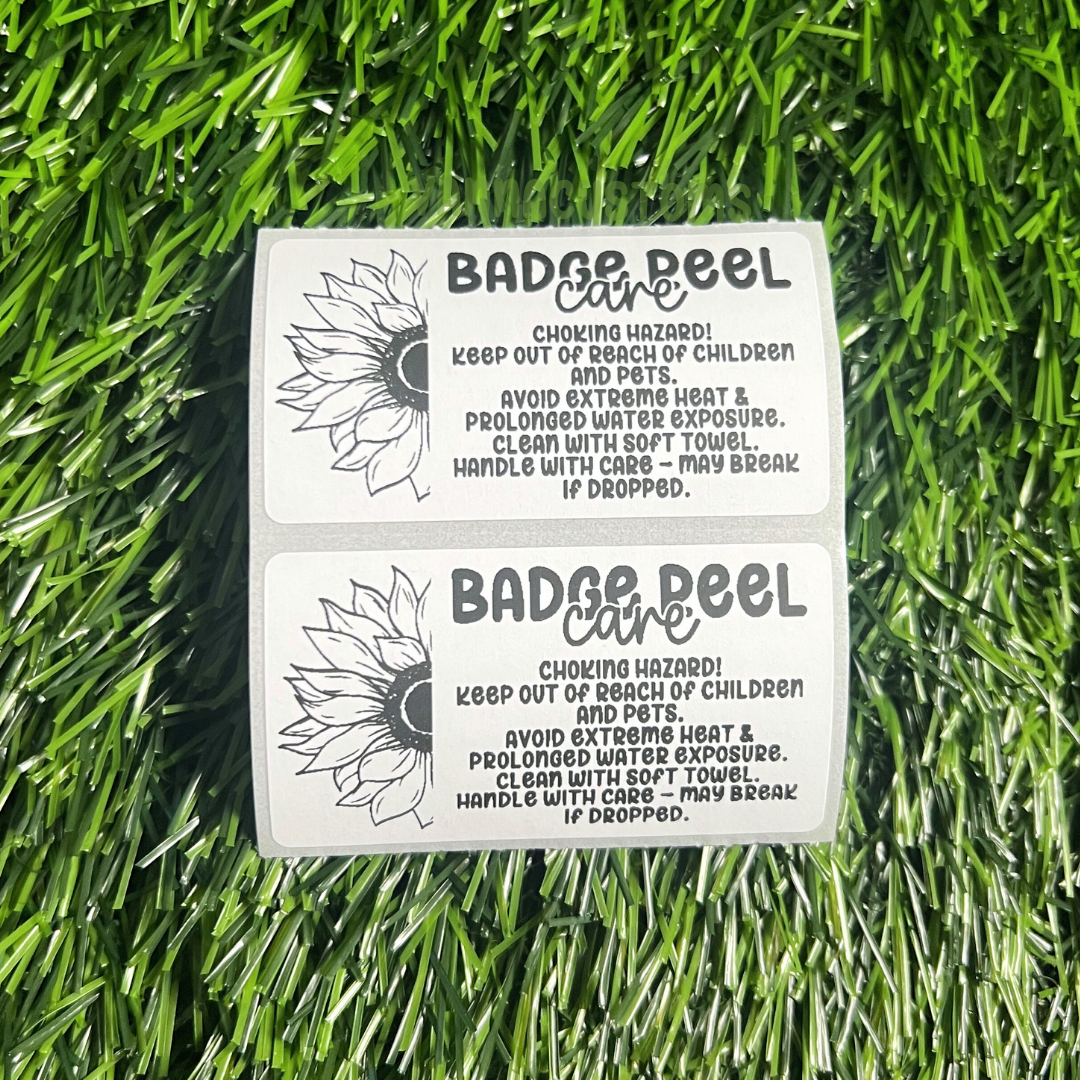 BADGE REEL
care
CHOKING HAZARD!
KEEP OUT OF REACH OF CHILDREN
AND PETS.
AVOID EXTREME HEAT &
PROLONGED WATER EXPOSURE.
CLEAN WITH SOFT TOWEL.
HANDLE WITH CARE – MAY BREAK
IF DROPPED.
BADGE REEL
care
CHOKING HAZARD!
KEEP OUT OF REACH OF CHILDREN
AND PETS.
AVOID EXTREME HEAT &
PROLONGED WATER EXPOSURE.
CLEAN WITH SOFT TOWEL.
HANDLE WITH CARE – MAY BREAK
IF DROPPED.